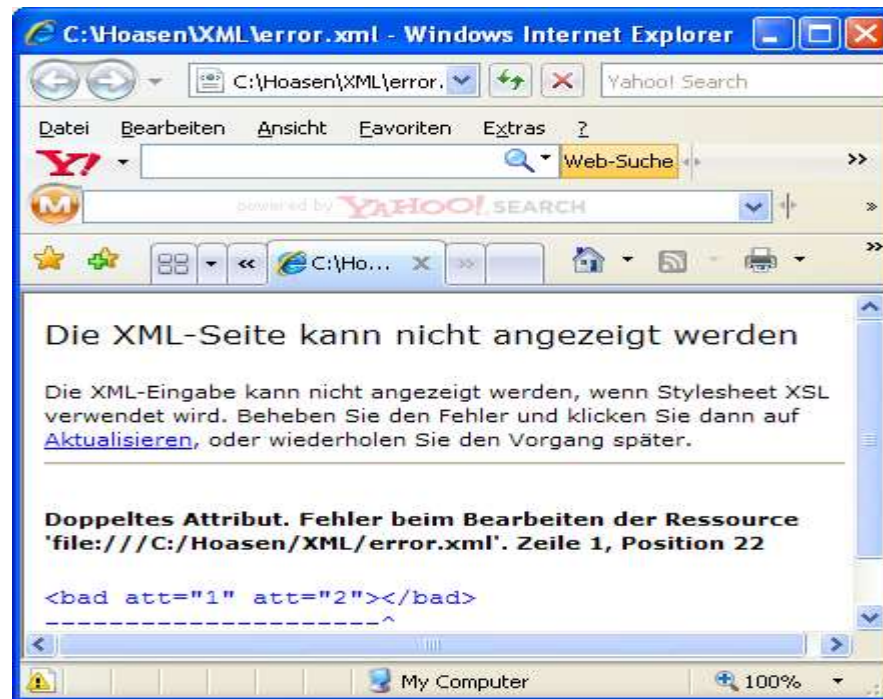 C:\Hoasen\XML\error.xml - Windows Internet Explorer
C:\Hoasen\XML\error. Yahoo! Search
Datei Bearbeiten Ansicht Favoriten Extras ?
Y! Web-Suche »
M powered by YAHOO! SEARCH »
« C:\Ho... » »
Die XML-Seite kann nicht angezeigt werden
Die XML-Eingabe kann nicht angezeigt werden, wenn Stylesheet XSL
verwendet wird. Beheben Sie den Fehler und klicken Sie dann auf
Aktualisieren, oder wiederholen Sie den Vorgang später.
Doppeltes Attribut. Fehler beim Bearbeiten der Ressource
'file:///C:/Hoasen/XML/error.xml'. Zeile 1, Position 22
<bad att="1" att="2"></bad>
---------------------^
My Computer 100%